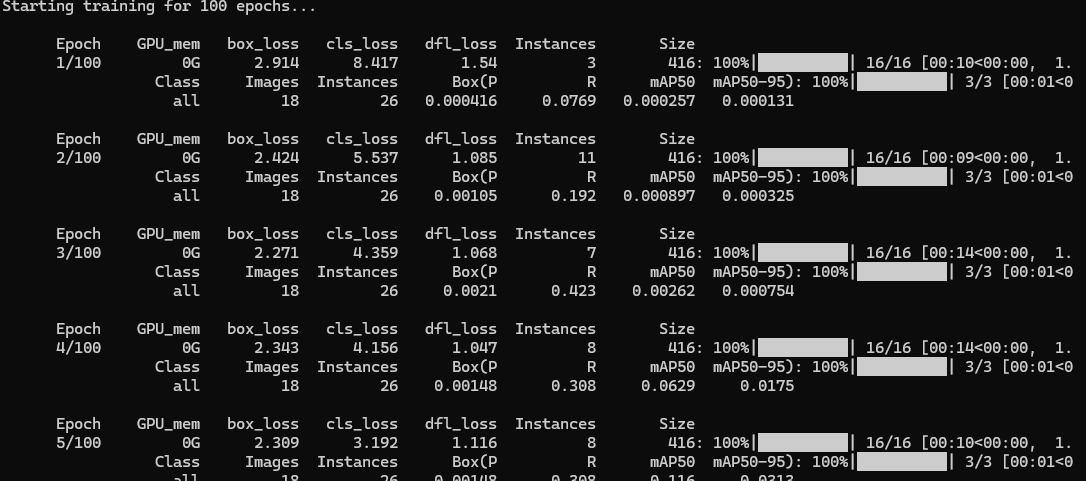 Starting training for 100 epochs...
Epoch GPU_mem box_loss cls_loss dfl_loss Instances Size
1/100 0G 2.914 8.417 1.54 3 416: 100%|██████████| 16/16 [00:10<00:00, 1.
Class Images Instances Box(P R mAP50 mAP50-95): 100%|██████████| 3/3 [00:01<0
all 18 26 0.000416 0.0769 0.000257 0.000131
Epoch GPU_mem box_loss cls_loss dfl_loss Instances Size
2/100 0G 2.424 5.537 1.085 11 416: 100%|██████████| 16/16 [00:09<00:00, 1.
Class Images Instances Box(P R mAP50 mAP50-95): 100%|██████████| 3/3 [00:01<0
all 18 26 0.00105 0.192 0.000897 0.000325
Epoch GPU_mem box_loss cls_loss dfl_loss Instances Size
3/100 0G 2.271 4.359 1.068 7 416: 100%|██████████| 16/16 [00:14<00:00, 1.
Class Images Instances Box(P R mAP50 mAP50-95): 100%|██████████| 3/3 [00:01<0
all 18 26 0.0021 0.423 0.00262 0.000754
Epoch GPU_mem box_loss cls_loss dfl_loss Instances Size
4/100 0G 2.343 4.156 1.047 8 416: 100%|██████████| 16/16 [00:14<00:00, 1.
Class Images Instances Box(P R mAP50 mAP50-95): 100%|██████████| 3/3 [00:01<0
all 18 26 0.00148 0.308 0.0629 0.0175
Epoch GPU_mem box_loss cls_loss dfl_loss Instances Size
5/100 0G 2.309 3.192 1.116 8 416: 100%|██████████| 16/16 [00:10<00:00, 1.
Class Images Instances Box(P R mAP50 mAP50-95): 100%|██████████| 3/3 [00:01<0
all 18 26 0.00148 0.308 0.116 0.0313